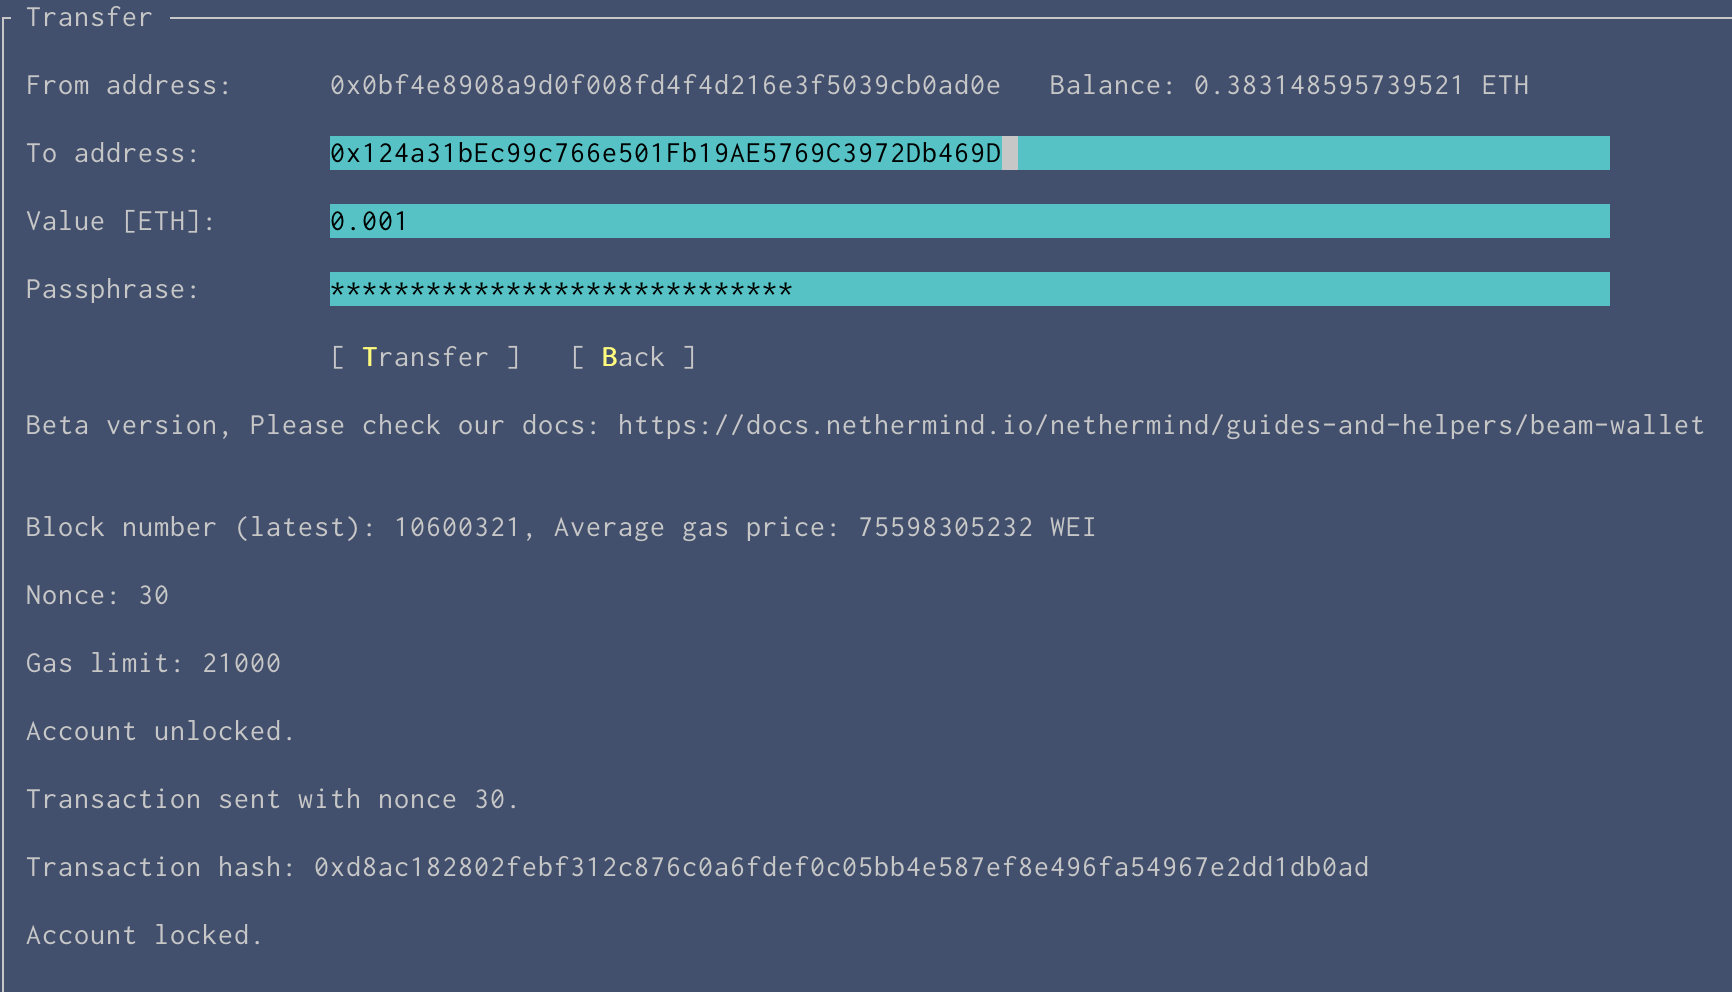 Transfer
From address: 0x0bf4e8908a9d0f008fd4f4d216e3f5039cb0ad0e Balance: 0.383148595739521 ETH
To address: 0x124a31bEc99c766e501Fb19AE5769C3972Db469D
Value [ETH]: 0.001
Passphrase: *****************************
[ Transfer ] [ Back ]
Beta version, Please check our docs: https://docs.nethermind.io/nethermind/guides-and-helpers/beam-wallet
Block number (latest): 10600321, Average gas price: 75598305232 WEI
Nonce: 30
Gas limit: 21000
Account unlocked.
Transaction sent with nonce 30.
Transaction hash: 0xd8ac182802febf312c876c0a6fdef0c05bb4e587ef8e496fa54967e2dd1db0ad
Account locked.